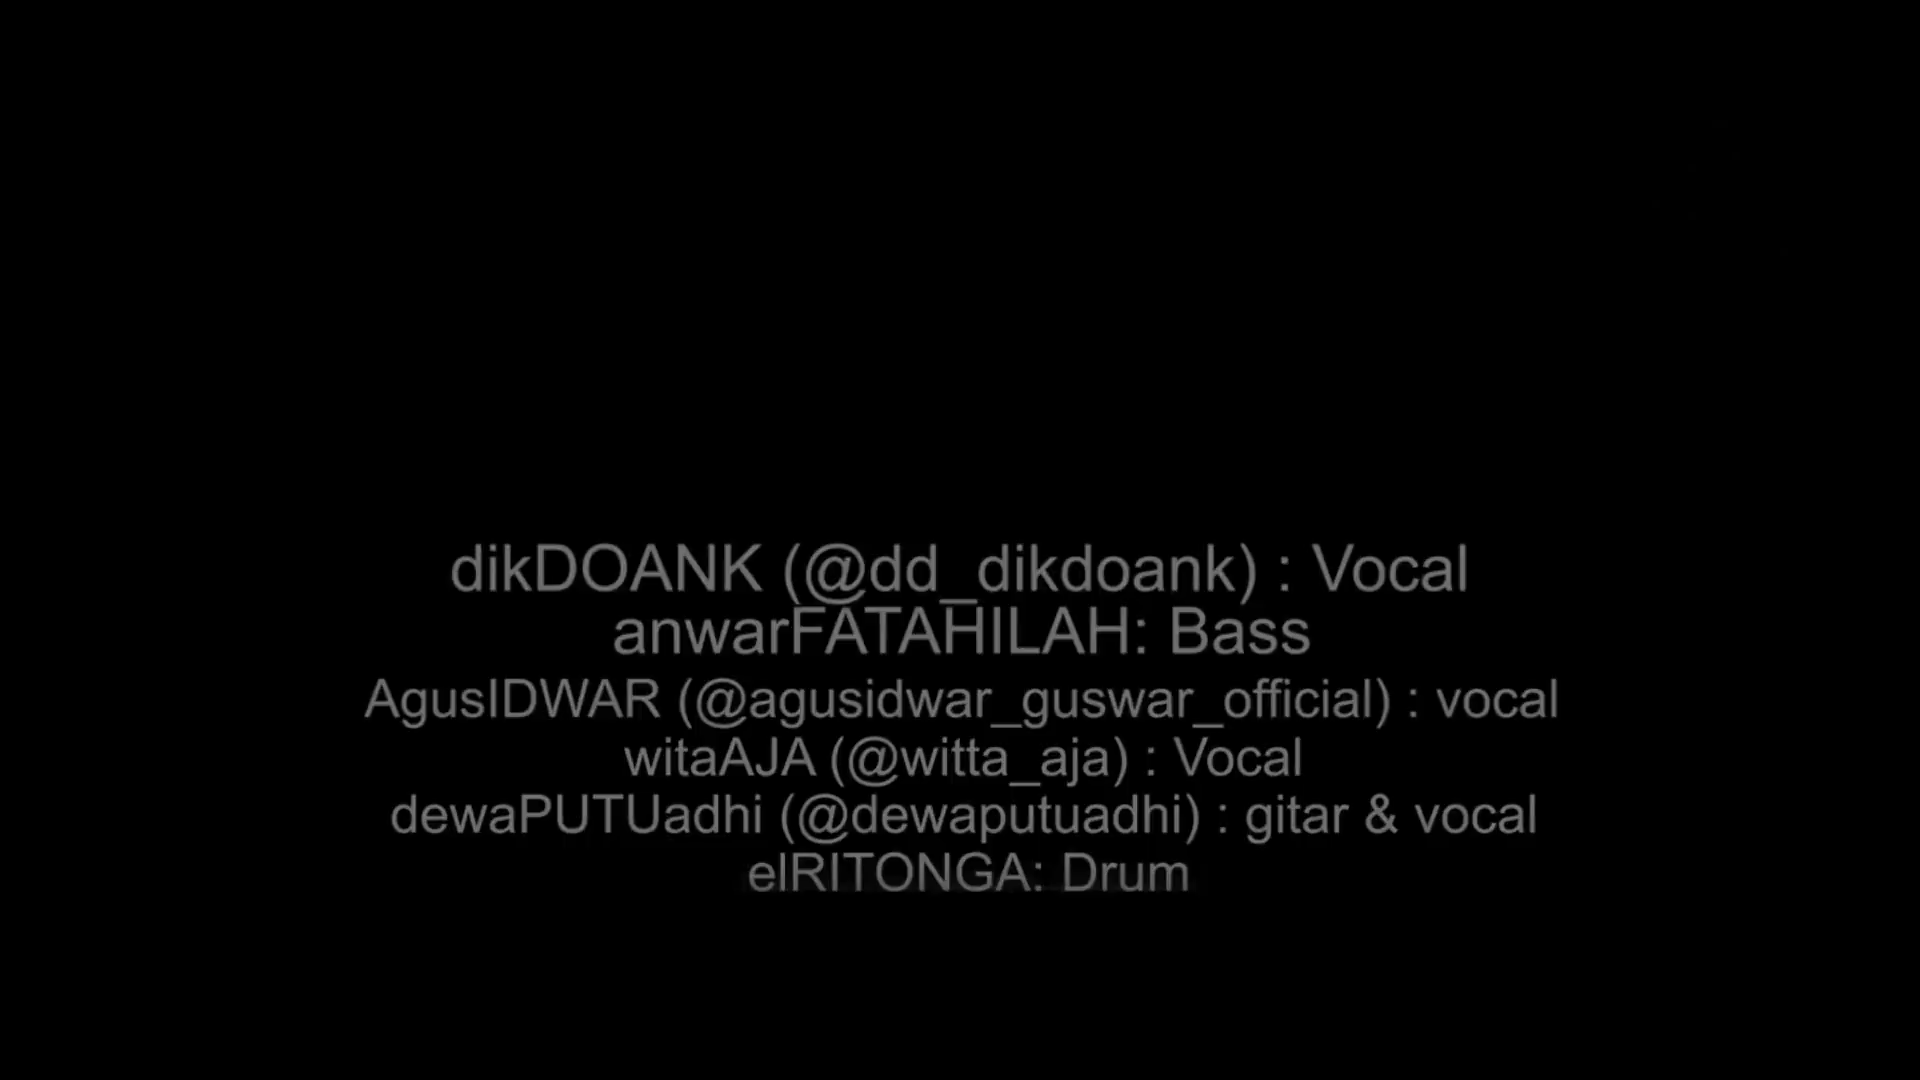 dikDOANK (@dd_dikdoank) : Vocal
anwarFATAHILAH: Bass
AgusIDWAR (@agusidwar_guswar_official) : vocal
witaAJA (@witta_aja) : Vocal
dewaPUTUadhi (@dewaputuadhi) : gitar & vocal
elRITONGA: Drum